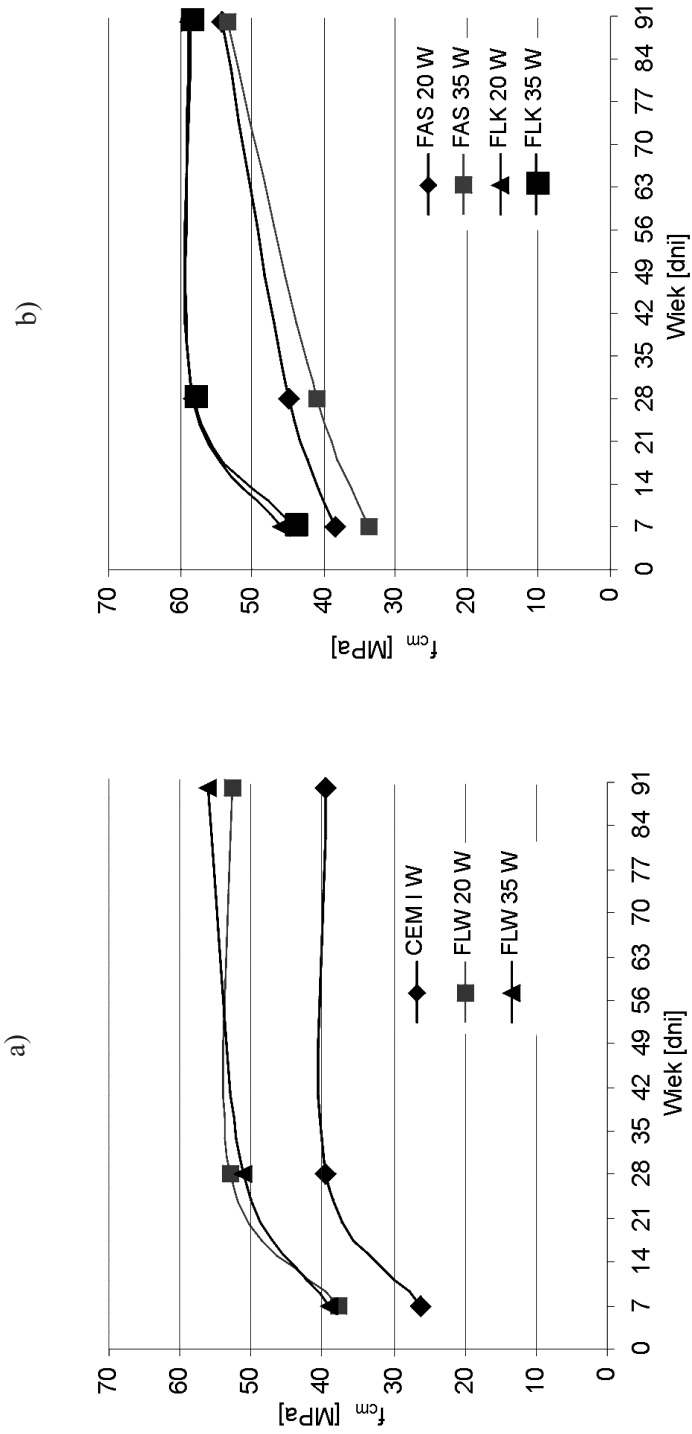 a)
f cm [MPa]
70
60
50
40
30
20
10
0
0 7 14 21 28 35 42 49 56 63 70 77 84 91
Wiek [dni]
CEM I W
FLW 20 W
FLW 35 W
b)
f cm [MPa]
70
60
50
40
30
20
10
0
0 7 14 21 28 35 42 49 56 63 70 77 84 91
Wiek [dni]
FAS 20 W
FAS 35 W
FLK 20 W
FLK 35 W